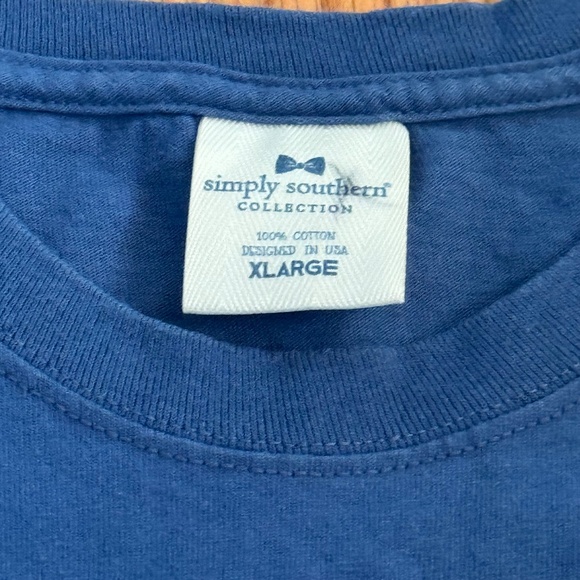 simply southern®
COLLECTION
100% COTTON
DESIGNED IN USA
XLARGE